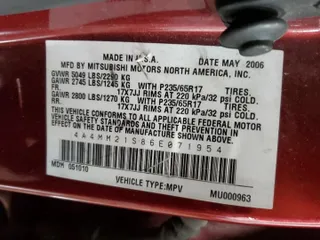 MADE IN U.S.A. DATE MAY 2006
MFD BY MITSUBISHI MOTORS NORTH AMERICA, INC.
GVWR 5049 LBS/2290 KG
GAWR 2745 LBS/1245 KG WITH P235/65R17
FR. 17X7JJ RIMS AT 220 kPa/32 psi COLD.
GAWR 2800 LBS/1270 KG WITH P235/65R17
RR. 17X7JJ RIMS AT 220 kPa/32 psi COLD.
THIS VEHICLE CONFORMS TO ALL APPLICABLE FEDERAL MOTOR
VEHICLE SAFETY AND THEFT PREVENTION STANDARDS IN
EFFECT ON THE DATE OF MANUFACTURE SHOWN ABOVE.
4A4MM21S86E071954
MDH 051010
VEHICLE TYPE:MPV MU000963